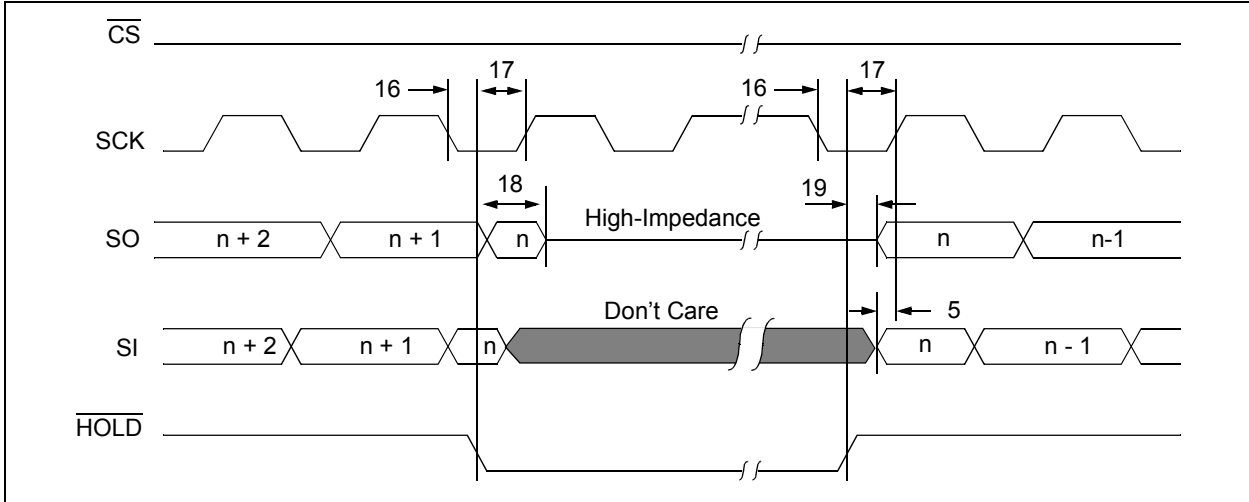 CS
17 17
16 16
SCK
18 19
High-Impedance
SO n + 2 n + 1 n n n-1
Don't Care 5
SI n + 2 n + 1 n n n - 1
HOLD